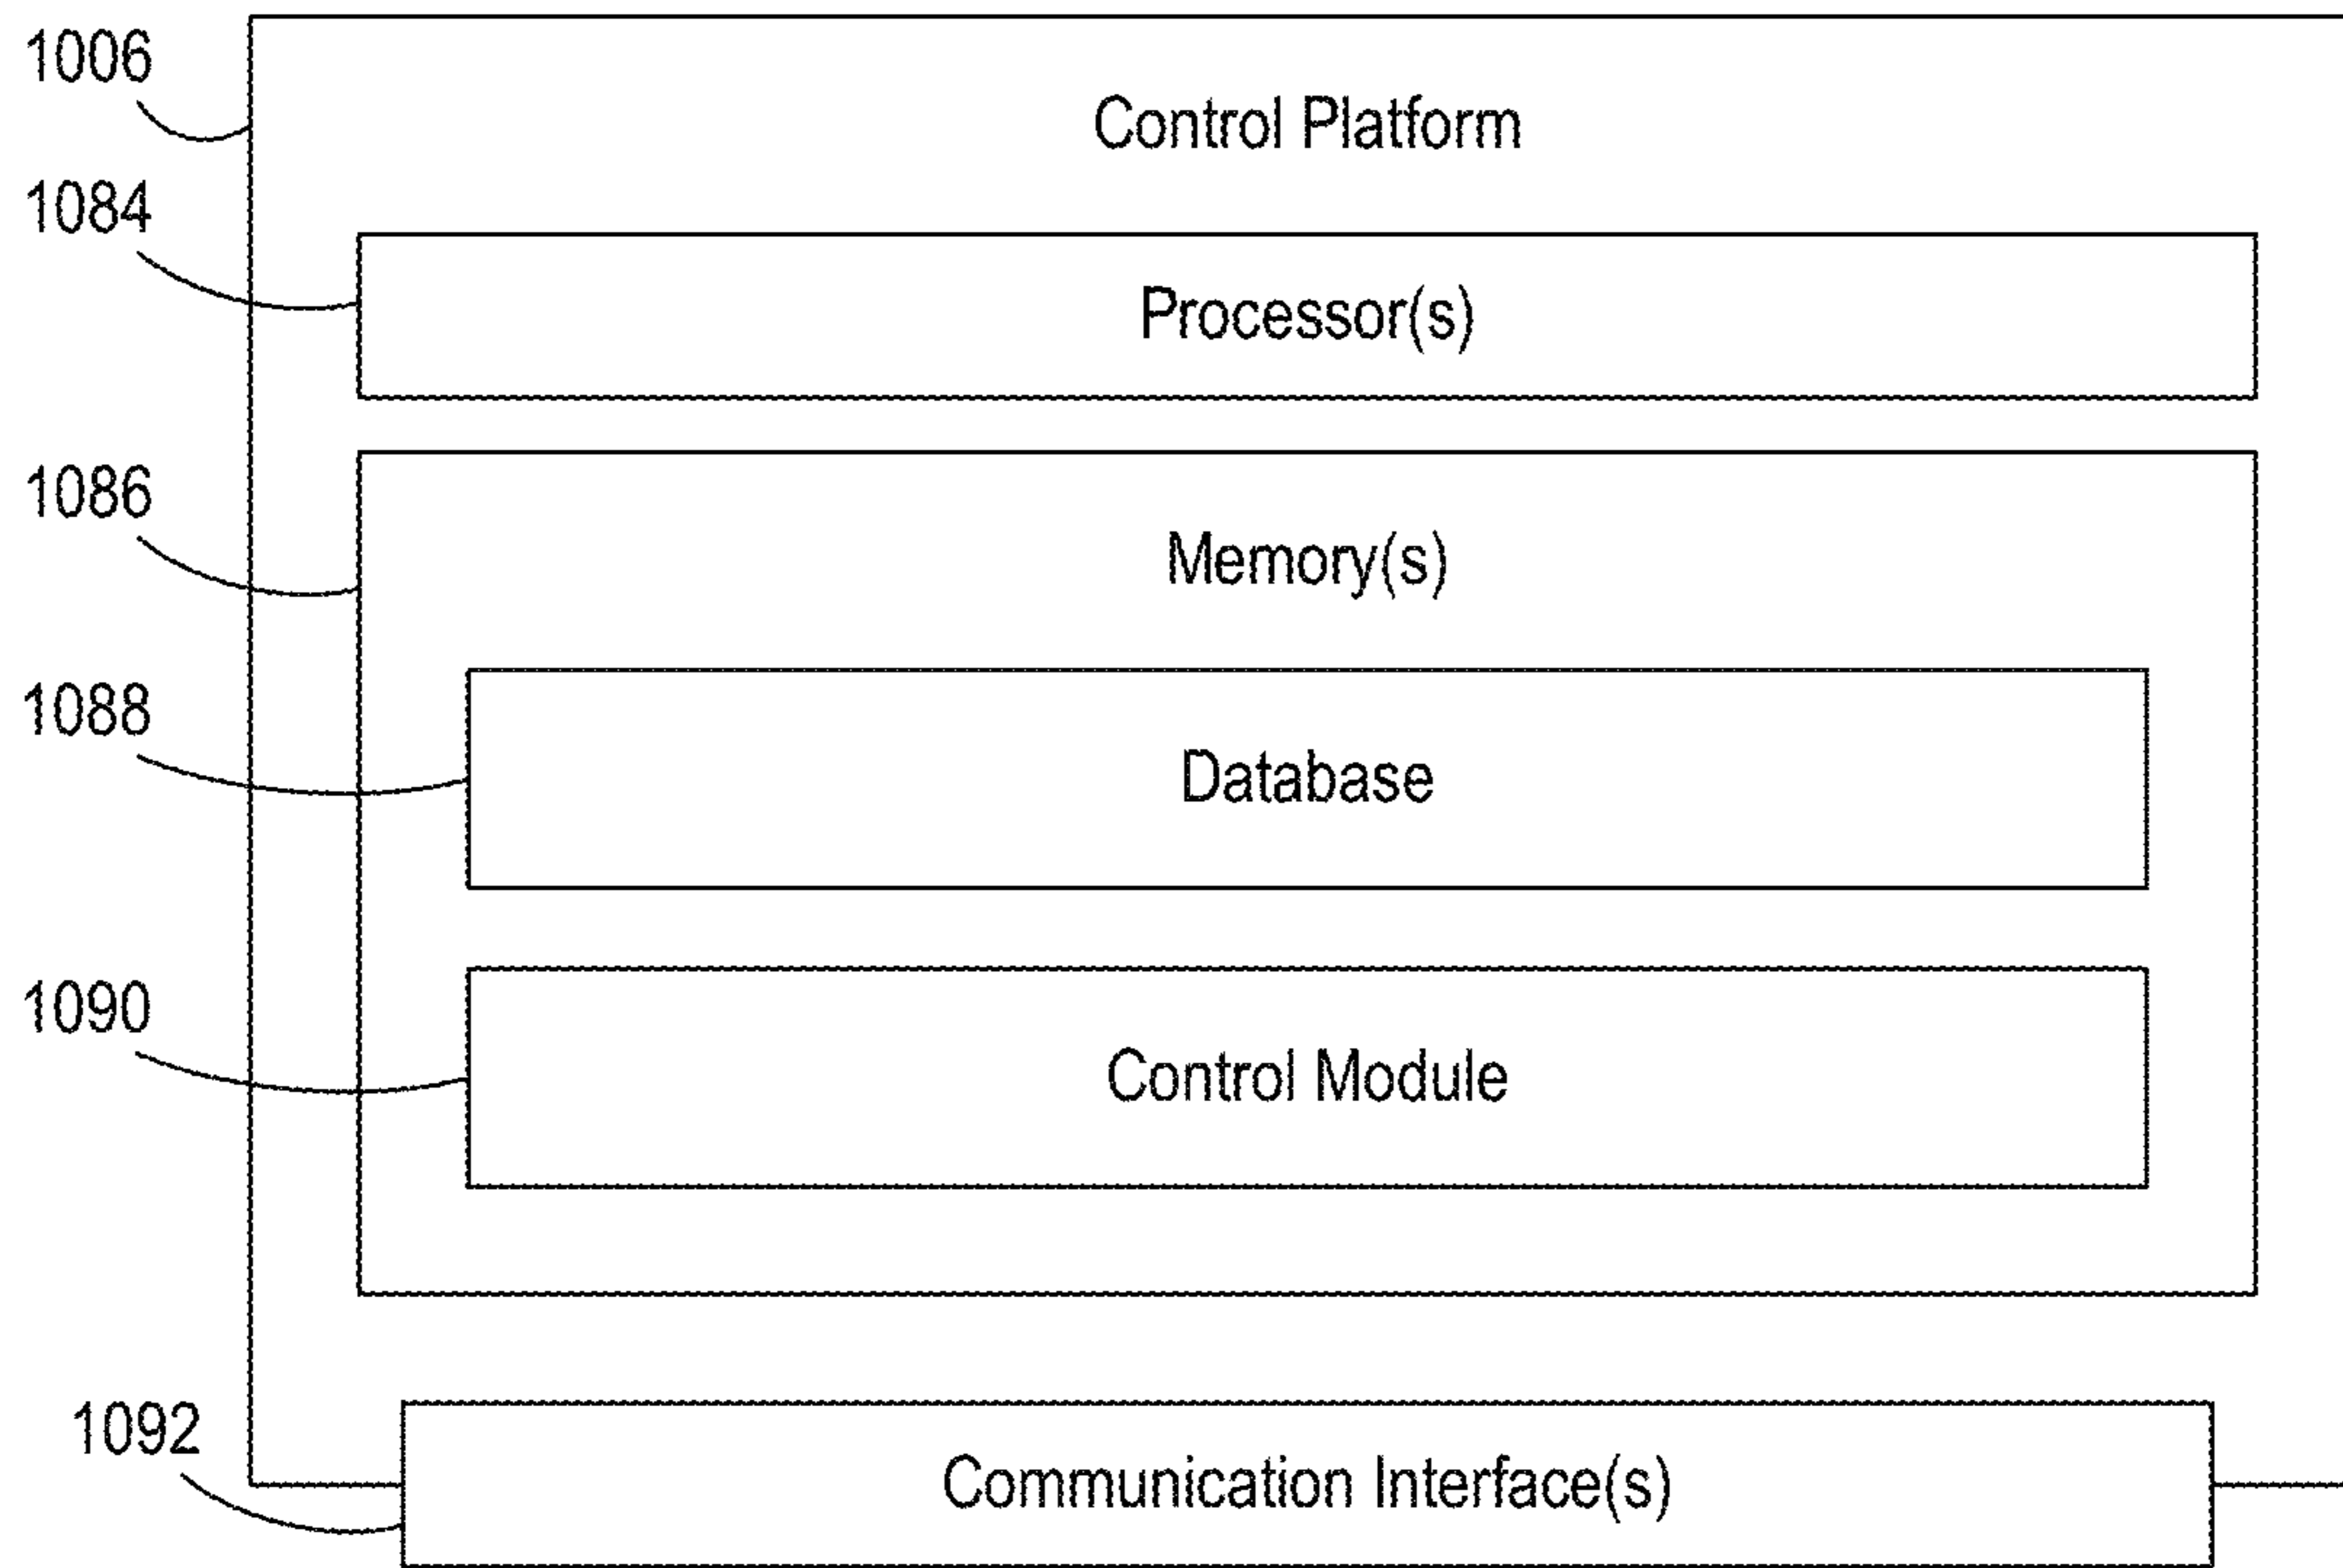 1006
Control Platform
1084
Processor(s)
1086
Memory(s)
1088
Database
1090
Control Module
1092
Communication Interface(s)